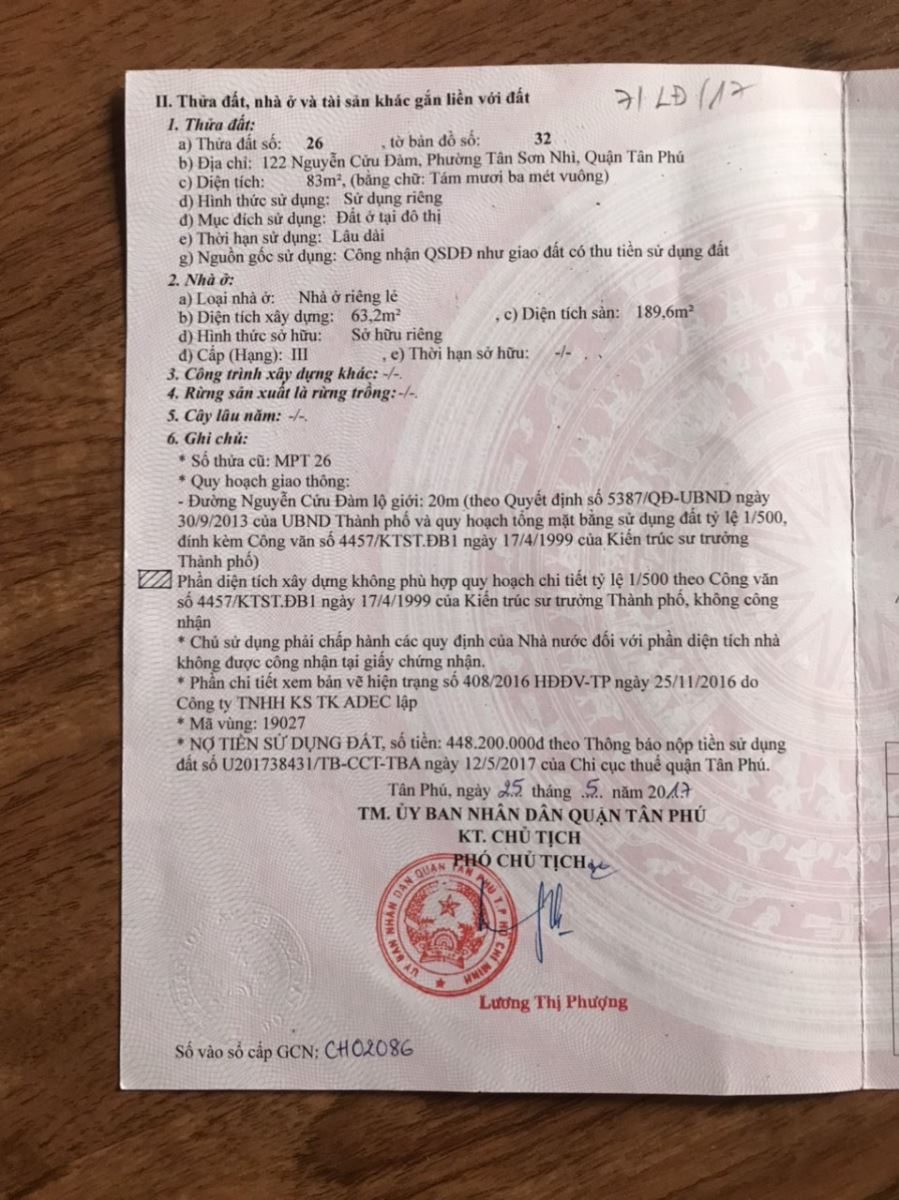 71 LĐ/17
II. Thửa đất, nhà ở và tài sản khác gắn liền với đất
1. Thửa đất:
a) Thửa đất số: 26 , tờ bản đồ số: 32
b) Địa chỉ: 122 Nguyễn Cửu Đàm, Phường Tân Sơn Nhì, Quận Tân Phú
c) Diện tích: 83m², (bằng chữ: Tám mươi ba mét vuông)
d) Hình thức sử dụng: Sử dụng riêng
đ) Mục đích sử dụng: Đất ở tại đô thị
e) Thời hạn sử dụng: Lâu dài
g) Nguồn gốc sử dụng: Công nhận QSDĐ như giao đất có thu tiền sử dụng đất
2. Nhà ở:
a) Loại nhà ở: Nhà ở riêng lẻ
b) Diện tích xây dựng: 63,2m² , c) Diện tích sàn: 189,6m²
d) Hình thức sở hữu: Sở hữu riêng
đ) Cấp (Hạng): III , e) Thời hạn sở hữu: -/-
3. Công trình xây dựng khác: -/-.
4. Rừng sản xuất là rừng trồng:-/-.
5. Cây lâu năm: -/-.
6. Ghi chú:
* Số thửa cũ: MPT 26
* Quy hoạch giao thông:
- Đường Nguyễn Cửu Đàm lộ giới: 20m (theo Quyết định số 5387/QĐ-UBND ngày
30/9/2013 của UBND Thành phố và quy hoạch tổng mặt bằng sử dụng đất tỷ lệ 1/500,
đính kèm Công văn số 4457/KTST.ĐB1 ngày 17/4/1999 của Kiến trúc sư trưởng
Thành phố)
Phần diện tích xây dựng không phù hợp quy hoạch chi tiết tỷ lệ 1/500 theo Công văn
số 4457/KTST.ĐB1 ngày 17/4/1999 của Kiến trúc sư trưởng Thành phố, không công
nhận
* Chủ sử dụng phải chấp hành các quy định của Nhà nước đối với phần diện tích nhà
không được công nhận tại giấy chứng nhận.
* Phần chi tiết xem bản vẽ hiện trạng số 408/2016 HĐĐV-TP ngày 25/11/2016 do
Công ty TNHH KS TK ADEC lập
* Mã vùng: 19027
* NỢ TIỀN SỬ DỤNG ĐẤT, số tiền: 448.200.000đ theo Thông báo nộp tiền sử dụng
đất số U201738431/TB-CCT-TBA ngày 12/5/2017 của Chi cục thuế quận Tân Phú.
Tân Phú, ngày 25 tháng 5 năm 2017
TM. ỦY BAN NHÂN DÂN QUẬN TÂN PHÚ
KT. CHỦ TỊCH
PHÓ CHỦ TỊCH
ỦY BAN NHÂN DÂN QUẬN TÂN PHÚ T.P HỒ CHÍ MINH
Lương Thị Phượng
Số vào sổ cấp GCN: CH02086